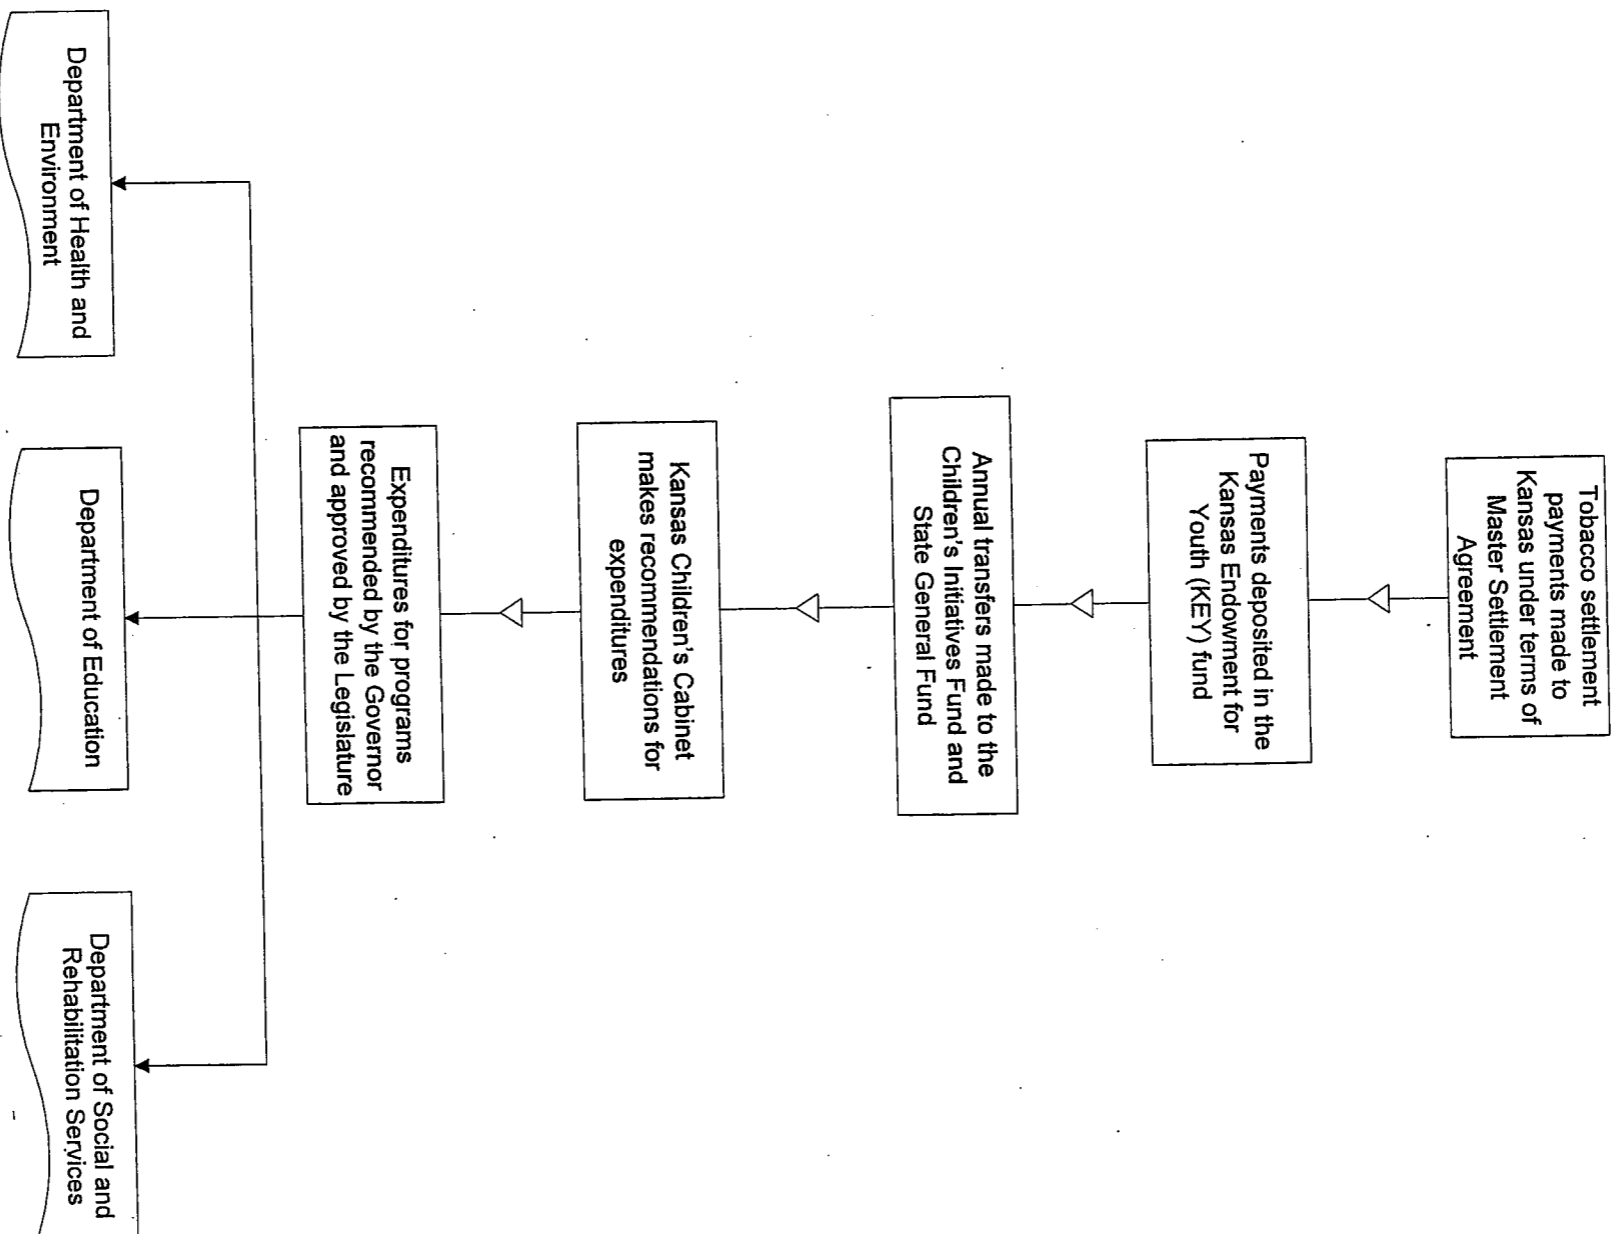 Tobacco settlement
payments made to
Kansas under terms of
Master Settlement
Agreement
Payments deposited in the
Kansas Endowment for
Youth (KEY) fund
Annual transfers made to the
Children's Initiatives Fund and
State General Fund
Kansas Children's Cabinet
makes recommendations for
expenditures
Expenditures for programs
recommended by the Governor
and approved by the Legislature
Department of Health and
Environment
Department of Education
Department of Social and
Rehabilitation Services